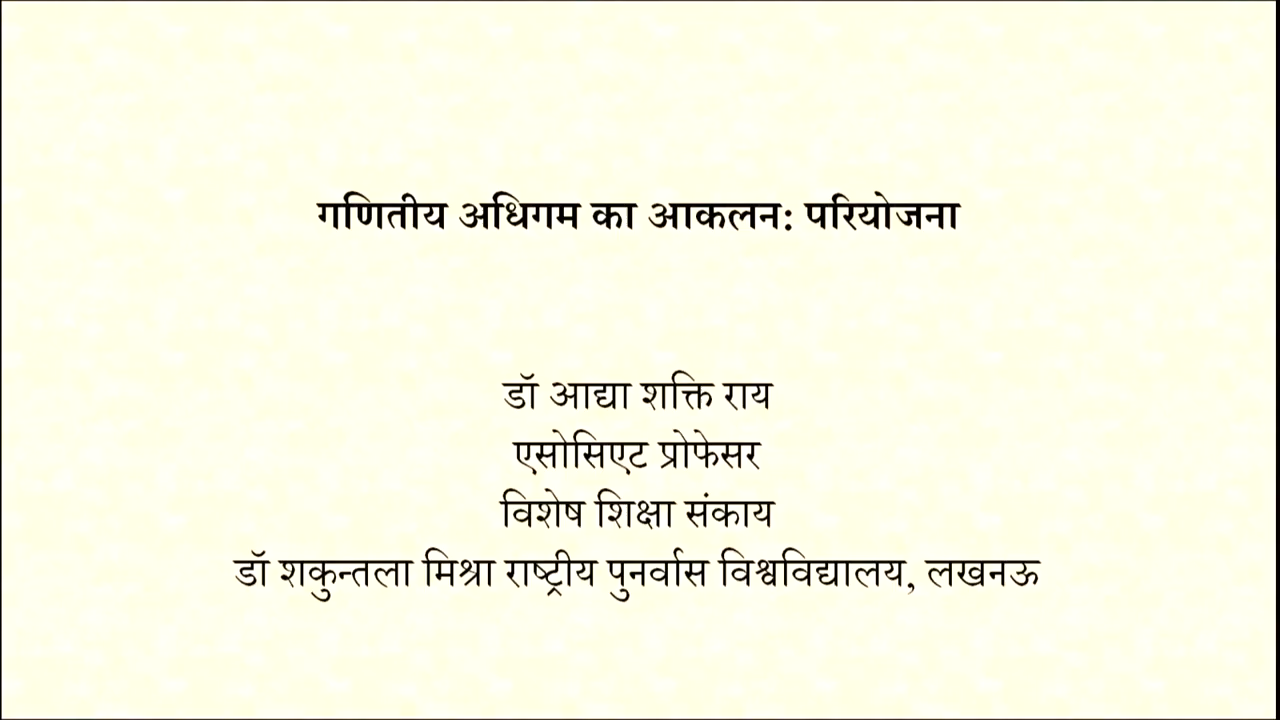 गणितीय अधिगम का आकलन: परियोजना
डॉ आद्या शक्ति राय
एसोसिएट प्रोफेसर
विशेष शिक्षा संकाय
डॉ शकुन्तला मिश्रा राष्ट्रीय पुनर्वास विश्वविद्यालय, लखनऊ